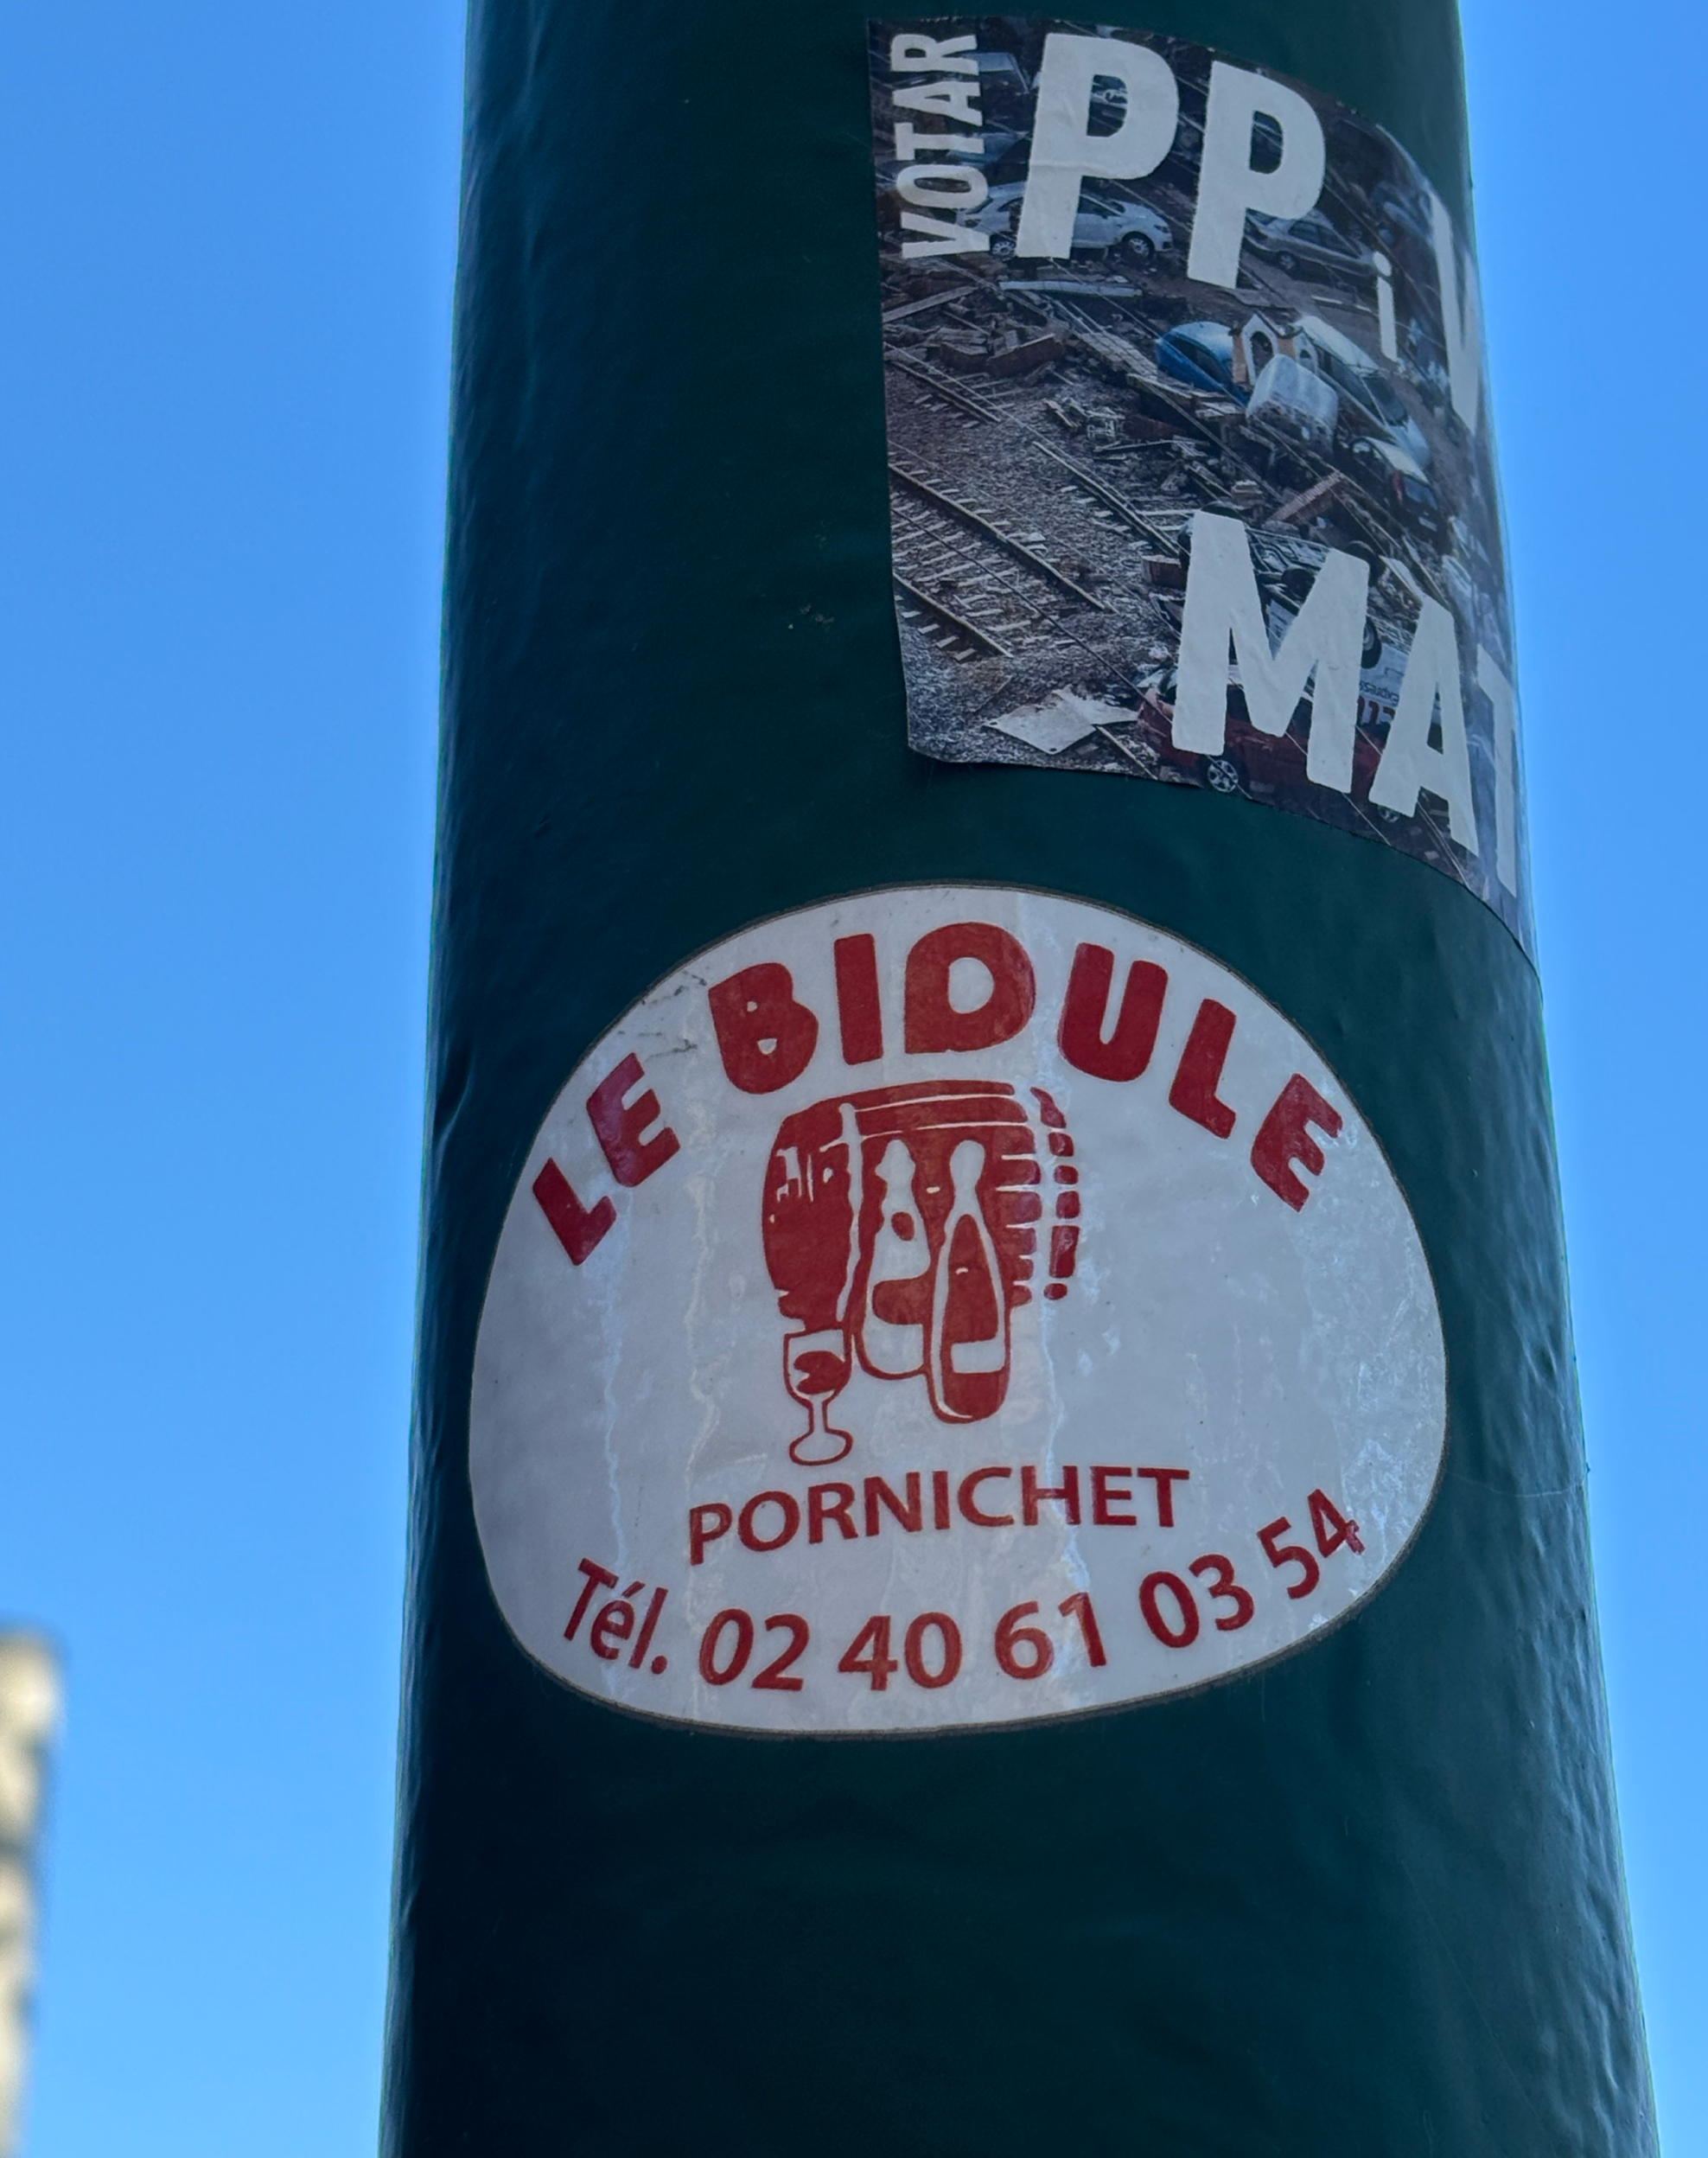 VOTAR
PP i V
MAT
LE BIDULE
PORNICHET
Tél. 02 40 61 03 54